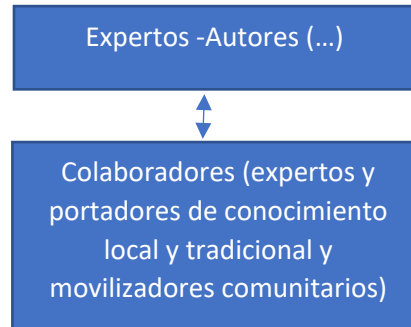 Expertos -Autores (...)
Colaboradores (expertos y
portadores de conocimiento
local y tradicional y
movilizadores comunitarios)